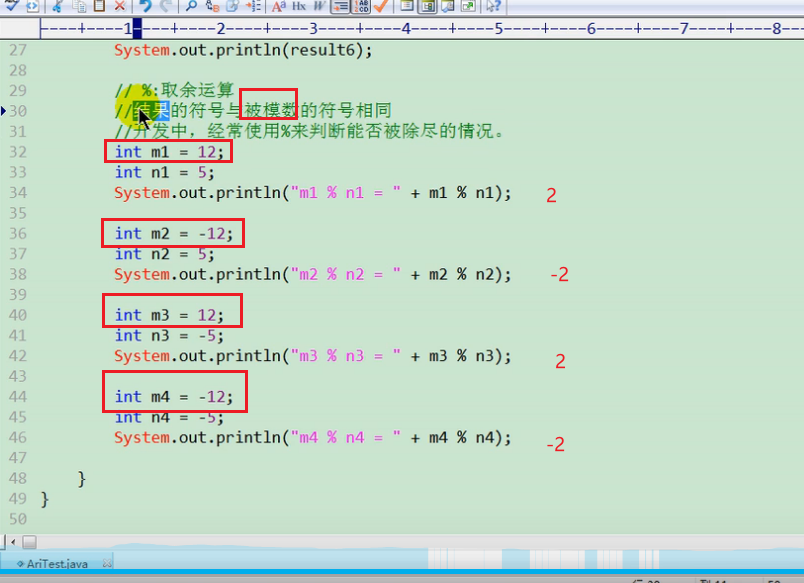 ----+----1----+----2----+----3----+----4----+----5----+----6----+----7----+----8--
27 System.out.println(result6);
28
29 // %:取余运算
30 //结果的符号与被模数的符号相同
31 //开发中，经常使用%来判断能否被除尽的情况。
32 int m1 = 12;
33 int n1 = 5;
34 System.out.println("m1 % n1 = " + m1 % n1); 2
35
36 int m2 = -12;
37 int n2 = 5;
38 System.out.println("m2 % n2 = " + m2 % n2); -2
39
40 int m3 = 12;
41 int n3 = -5;
42 System.out.println("m3 % n3 = " + m3 % n3); 2
43
44 int m4 = -12;
45 int n4 = -5;
46 System.out.println("m4 % n4 = " + m4 % n4); -2
47
48 }
49 }
50
AriTest.java